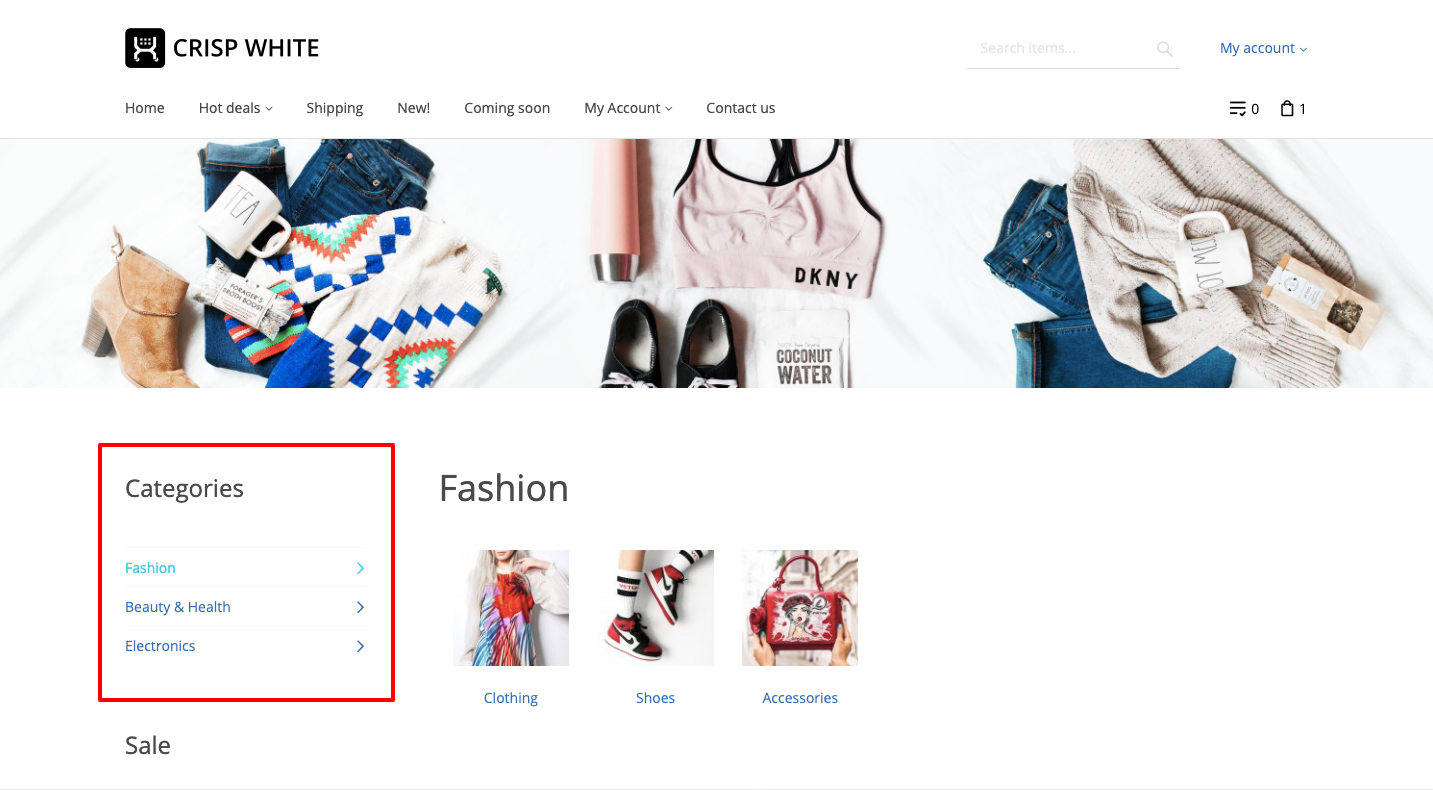 CRISP WHITE
Search items...
My account
Home Hot deals Shipping New! Coming soon My Account Contact us
0 1
TEA
FORAGER'S
BROTH BOOST
DKNY
COCONUT
WATER
Categories
Fashion
Beauty & Health
Electronics
Fashion
Clothing Shoes Accessories
Sale